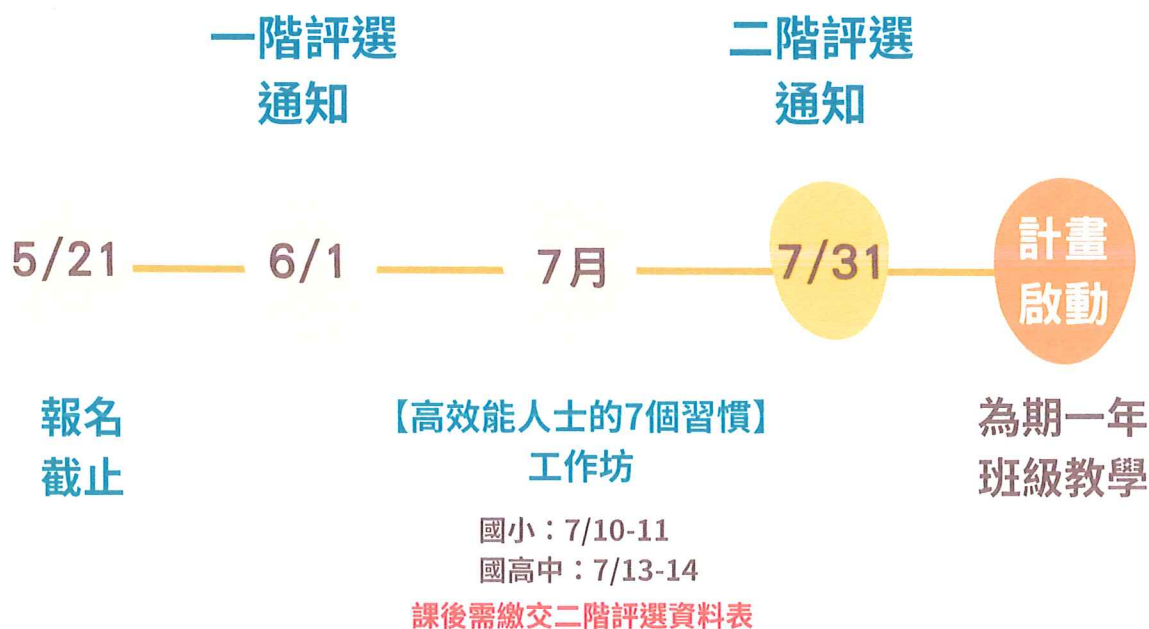 一階評選
通知
二階評選
通知
5/21
6/1
7月
7/31
計畫
啟動
報名
截止
【高效能人士的7個習慣】
工作坊
國小：7/10-11
國高中：7/13-14
課後需繳交二階評選資料表
為期一年
班級教學